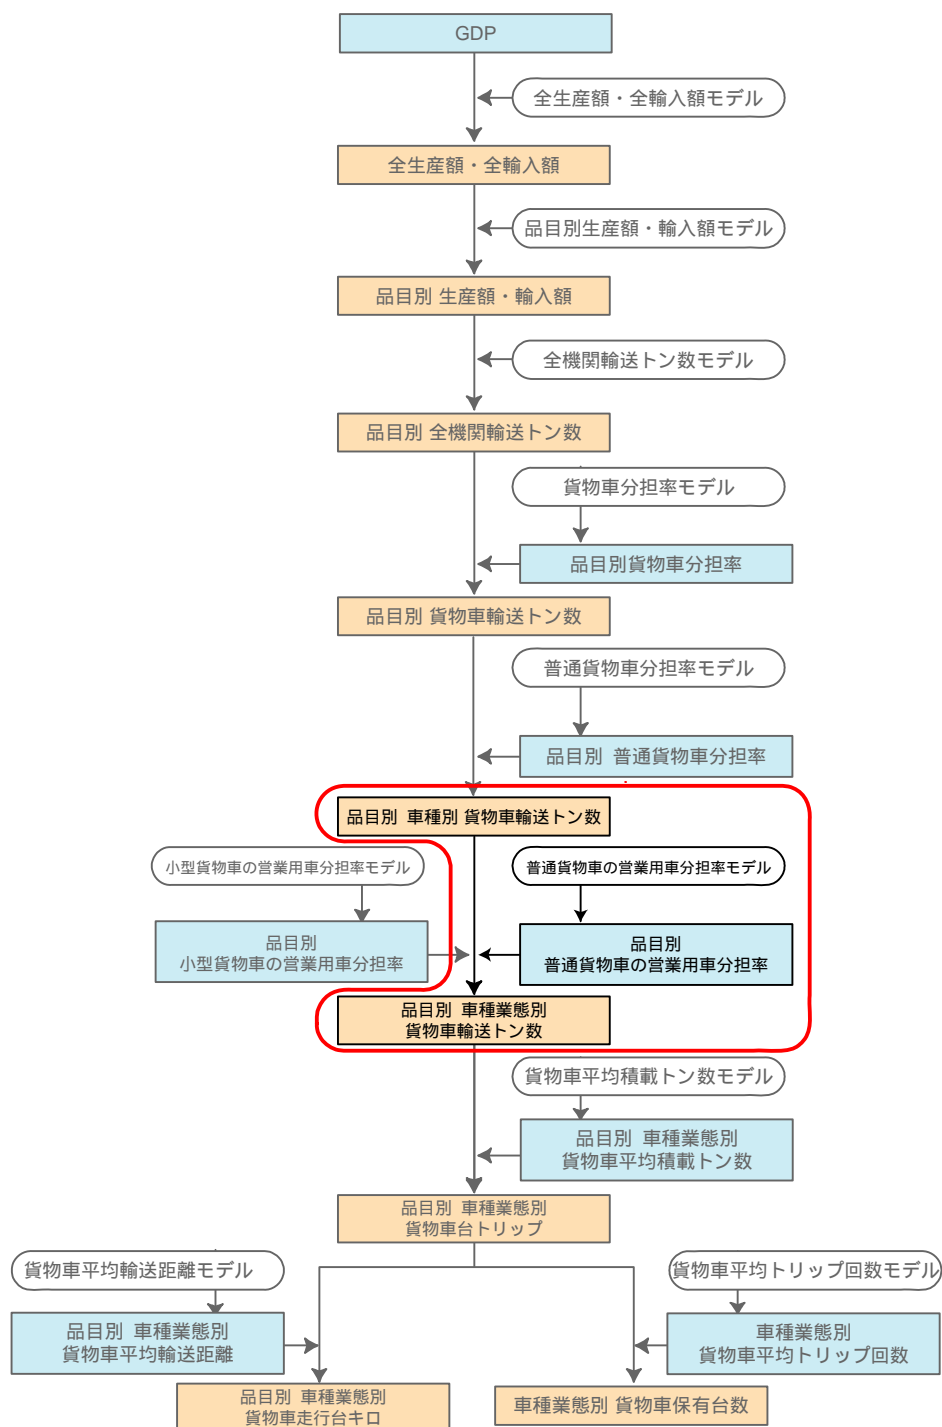 GDP
全生産額・全輸入額モデル
全生産額・全輸入額
品目別生産額・輸入額モデル
品目別 生産額・輸入額
全機関輸送トン数モデル
品目別 全機関輸送トン数
貨物車分担率モデル
品目別貨物車分担率
品目別 貨物車輸送トン数
普通貨物車分担率モデル
品目別 普通貨物車分担率
品目別 車種別 貨物車輸送トン数
小型貨物車の営業用車分担率モデル
普通貨物車の営業用車分担率モデル
品目別
小型貨物車の営業用車分担率
品目別
普通貨物車の営業用車分担率
品目別 車種業態別
貨物車輸送トン数
貨物車平均積載トン数モデル
品目別 車種業態別
貨物車平均積載トン数
品目別 車種業態別
貨物車台トリップ
貨物車平均輸送距離モデル
貨物車平均トリップ回数モデル
品目別 車種業態別
貨物車平均輸送距離
車種業態別
貨物車平均トリップ回数
品目別 車種業態別
貨物車走行台キロ
車種業態別 貨物車保有台数